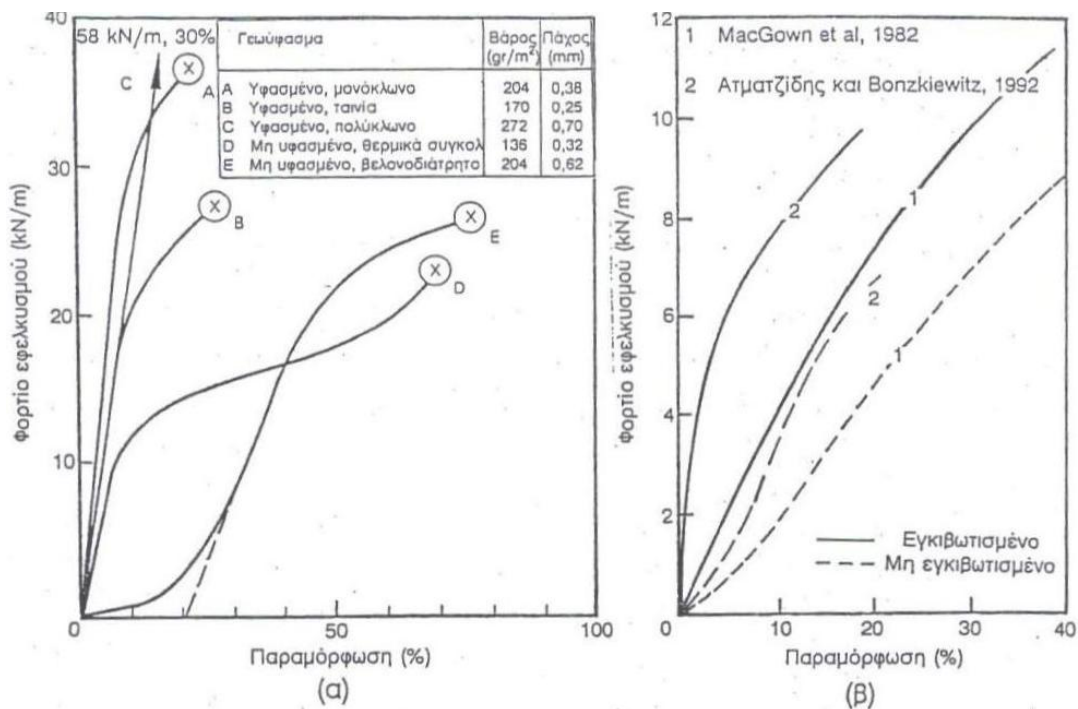 58 kN/m, 30%
Γεωύφασμα
Βάρος (gr/m²)
Πάχος (mm)
A Υφασμένο, μονόκλωνο 204 0,38
B Υφασμένο, ταινία 170 0,25
C Υφασμένο, πολύκλωνο 272 0,70
D Μη υφασμένο, θερμικά συγκολ 136 0,32
E Μη υφασμένο, βελονοδιάτρητο 204 0,62
C
A
B
E
D
40
30
20
10
0
50
100
Φορτίο εφελκυσμού (kN/m)
Παραμόρφωση (%)
(α)
1 MacGown et al, 1982
2 Ατματζίδης και Bonzkiewitz, 1992
12
10
8
6
4
2
0
10
20
30
40
2
1
2
1
Εγκιβωτισμένο
Μη εγκιβωτισμένο
Φορτίο εφελκυσμού (kN/m)
Παραμόρφωση (%)
(β)